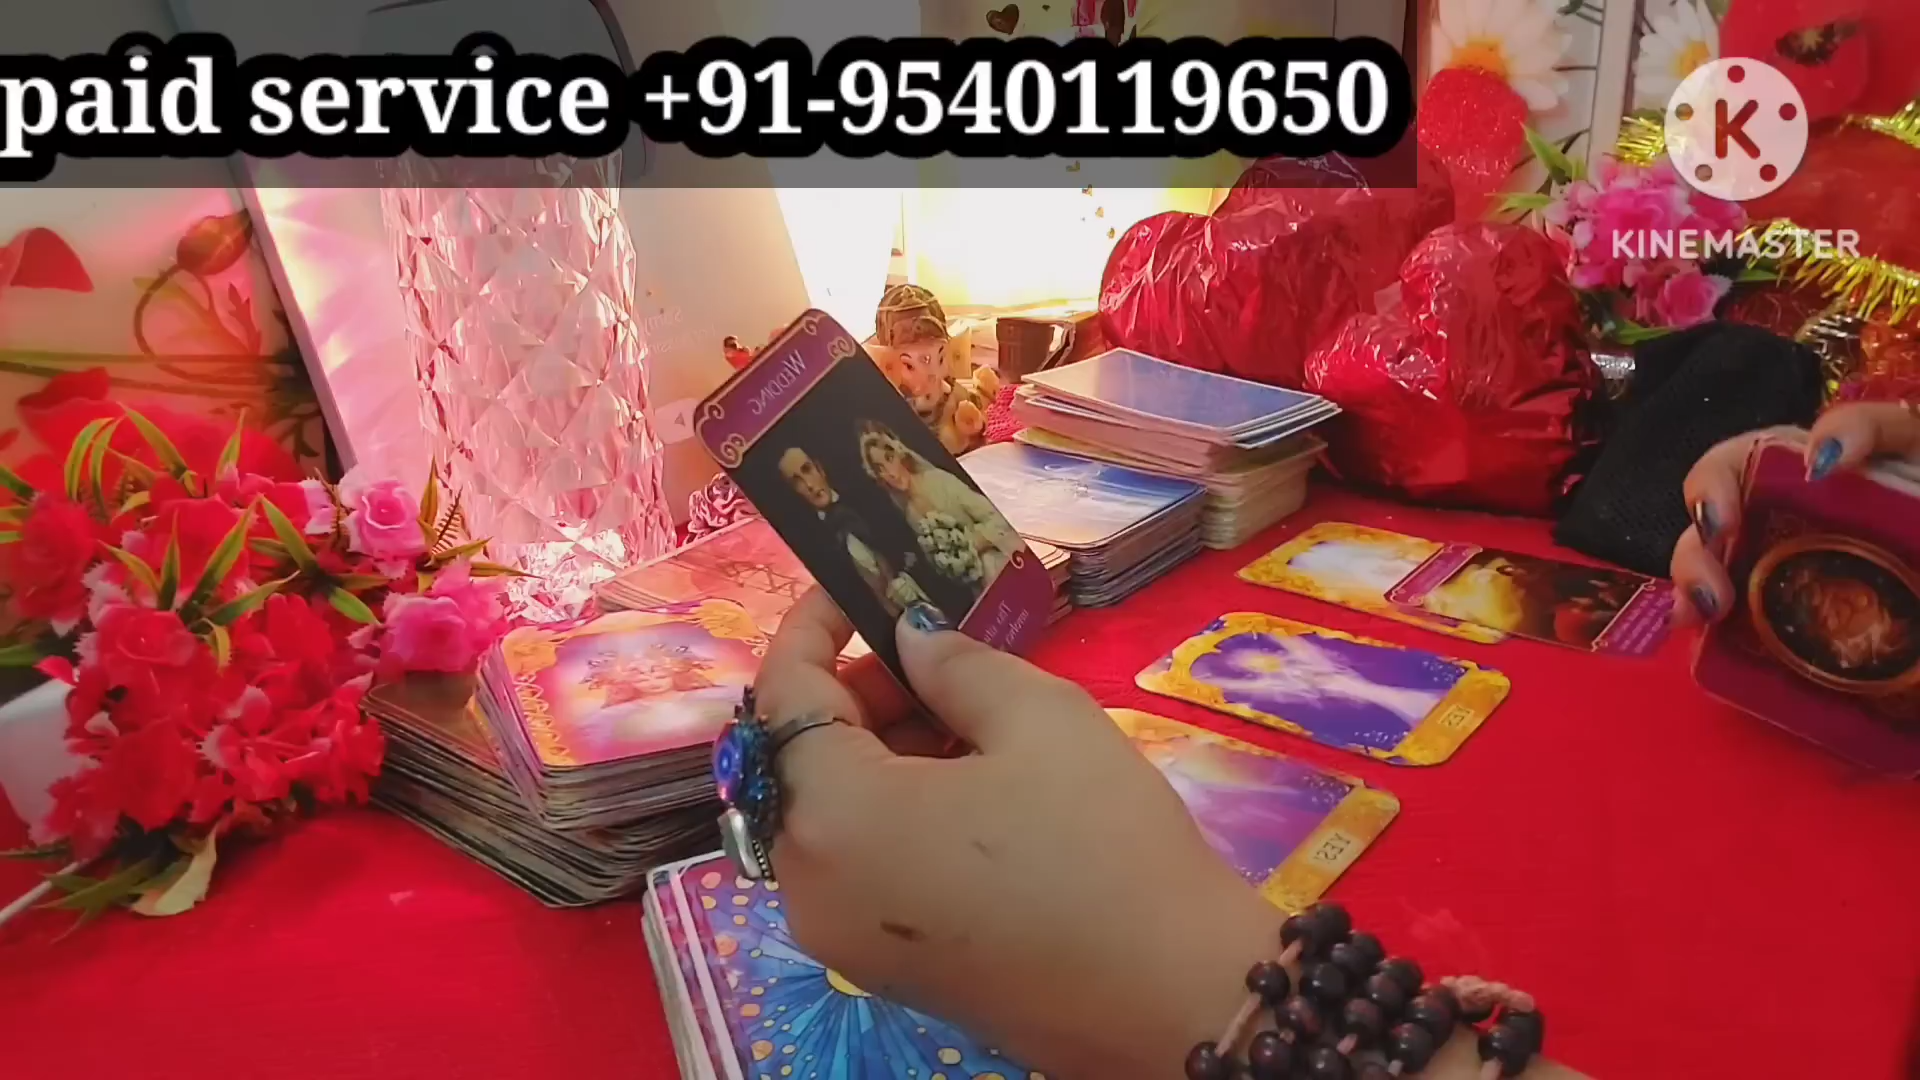 paid service +91-9540119650
K
KINEMASTER
WEDDING
YES!
YES!